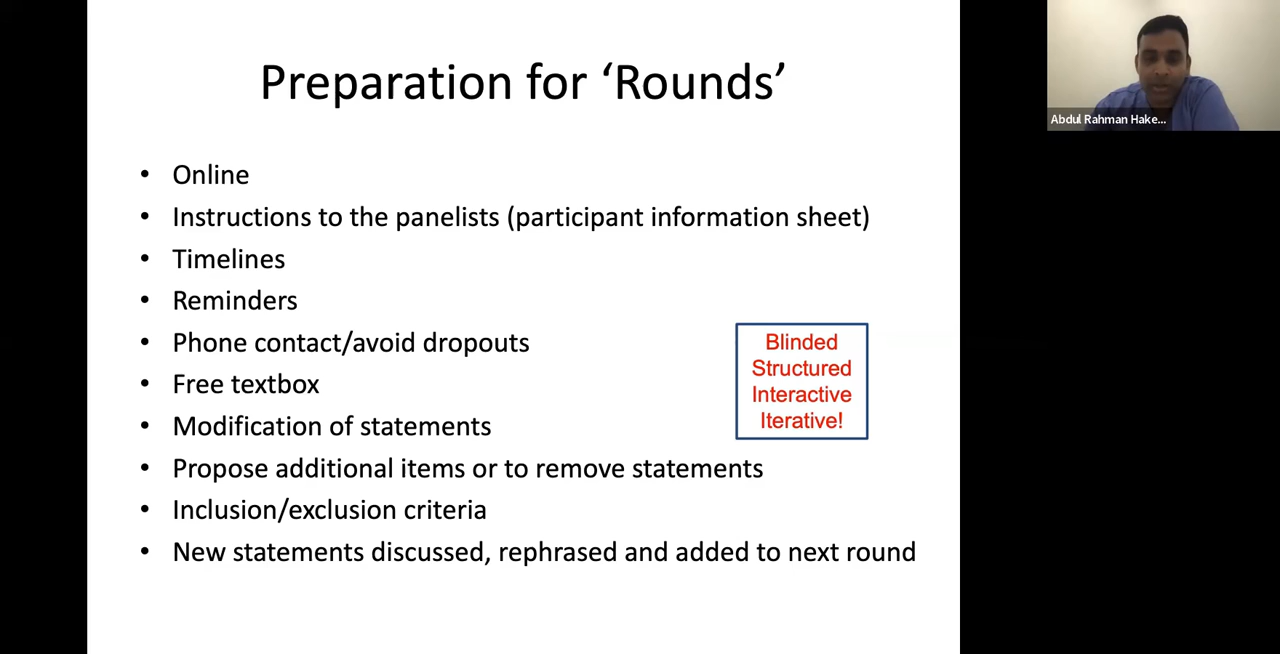 Preparation for ‘Rounds’
• Online
• Instructions to the panelists (participant information sheet)
• Timelines
• Reminders
• Phone contact/avoid dropouts
• Free textbox
• Modification of statements
• Propose additional items or to remove statements
• Inclusion/exclusion criteria
• New statements discussed, rephrased and added to next round
Blinded
Structured
Interactive
Iterative!
Abdul Rahman Hake...